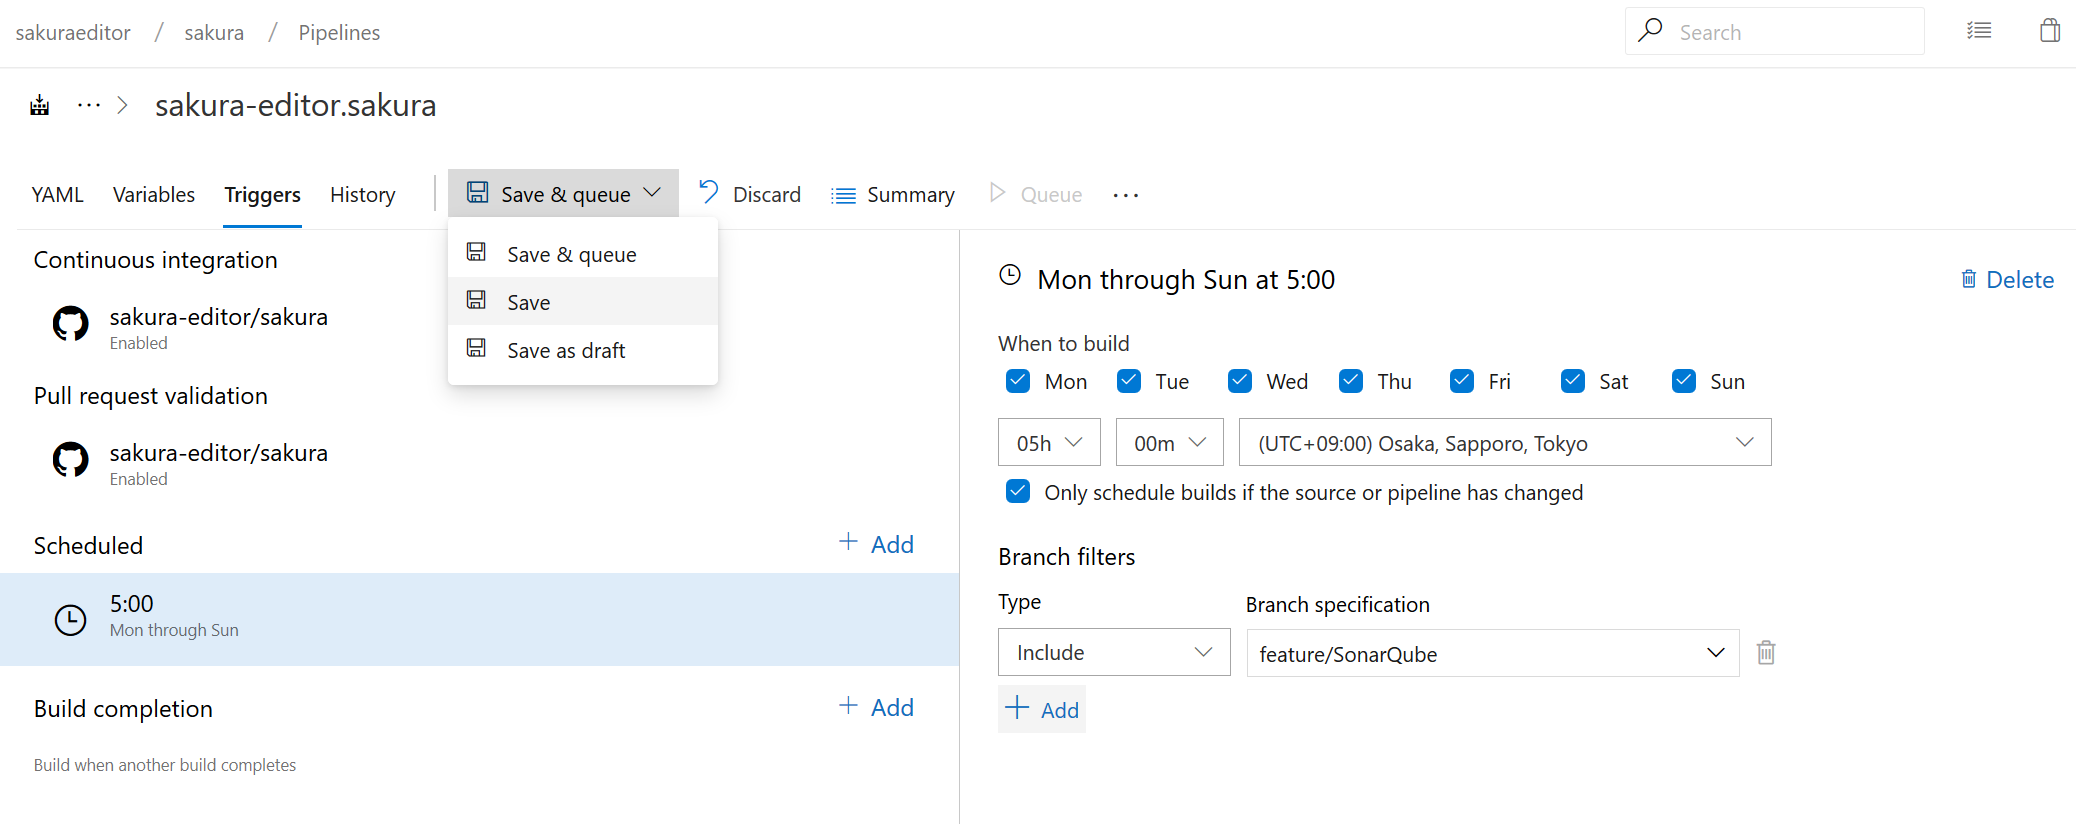 sakuraeditor / sakura / Pipelines
Search
··· > sakura-editor.sakura
YAML Variables Triggers History Save & queue Discard Summary Queue ···
Save & queue
Save
Save as draft
Continuous integration
sakura-editor/sakura
Enabled
Pull request validation
sakura-editor/sakura
Enabled
Scheduled + Add
5:00
Mon through Sun
Build completion + Add
Build when another build completes
Mon through Sun at 5:00 Delete
When to build
Mon Tue Wed Thu Fri Sat Sun
05h 00m (UTC+09:00) Osaka, Sapporo, Tokyo
Only schedule builds if the source or pipeline has changed
Branch filters
Type Branch specification
Include feature/SonarQube
+ Add